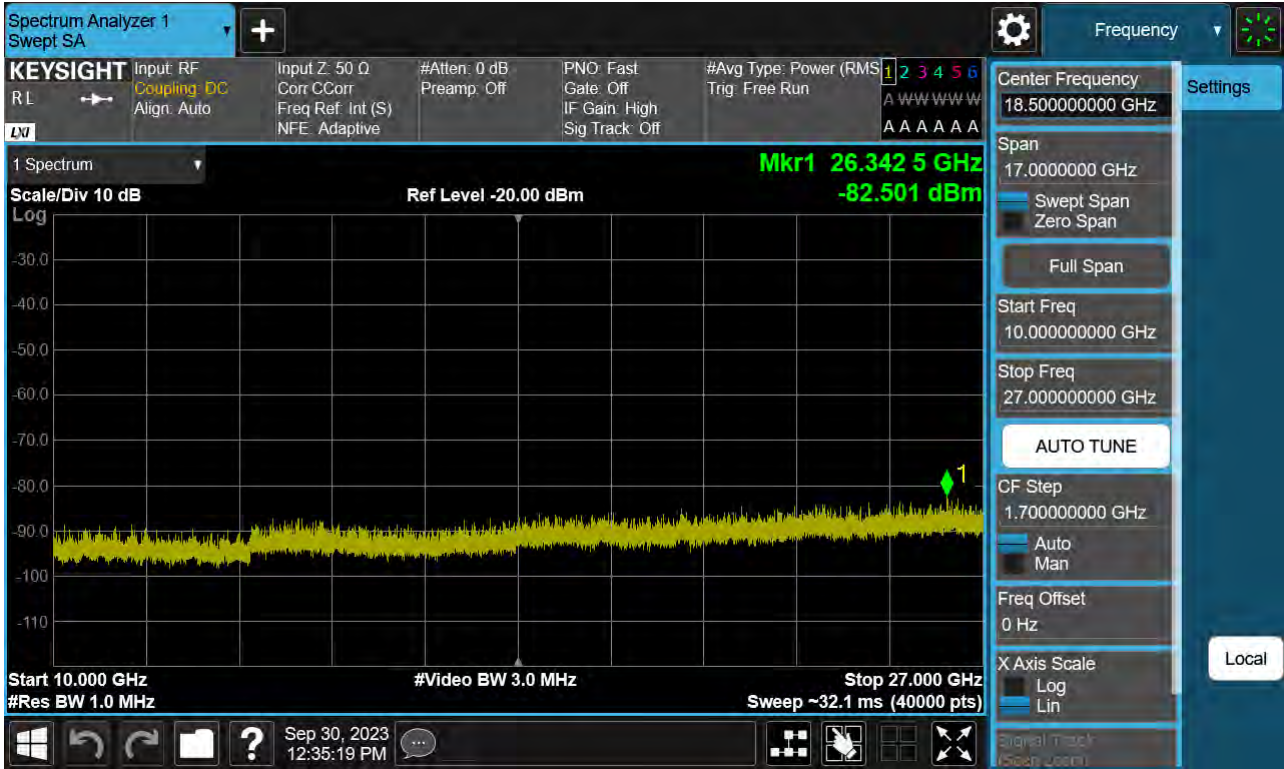 Spectrum Analyzer 1
Swept SA
Frequency
KEYSIGHT
R L
LXI
Input: RF
Coupling: DC
Align: Auto
Input Z: 50 Ω
Corr CCorr
Freq Ref: Int (S)
NFE: Adaptive
#Atten: 0 dB
Preamp: Off
PNO: Fast
Gate: Off
IF Gain: High
Sig Track: Off
#Avg Type: Power (RMS
Trig: Free Run
1 2 3 4 5 6
A W W W W W
A A A A A A
1 Spectrum
Scale/Div 10 dB
Ref Level -20.00 dBm
Mkr1 26.342 5 GHz
-82.501 dBm
Log
-30.0
-40.0
-50.0
-60.0
-70.0
-80.0
-90.0
-100
-110
1
Start 10.000 GHz
#Video BW 3.0 MHz
Stop 27.000 GHz
#Res BW 1.0 MHz
Sweep ~32.1 ms (40000 pts)
Center Frequency
18.500000000 GHz
Settings
Span
17.0000000 GHz
Swept Span
Zero Span
Full Span
Start Freq
10.000000000 GHz
Stop Freq
27.000000000 GHz
AUTO TUNE
CF Step
1.700000000 GHz
Auto
Man
Freq Offset
0 Hz
X Axis Scale
Log
Lin
Local
Signal Track
(Span Zoom)
?
Sep 30, 2023
12:35:19 PM